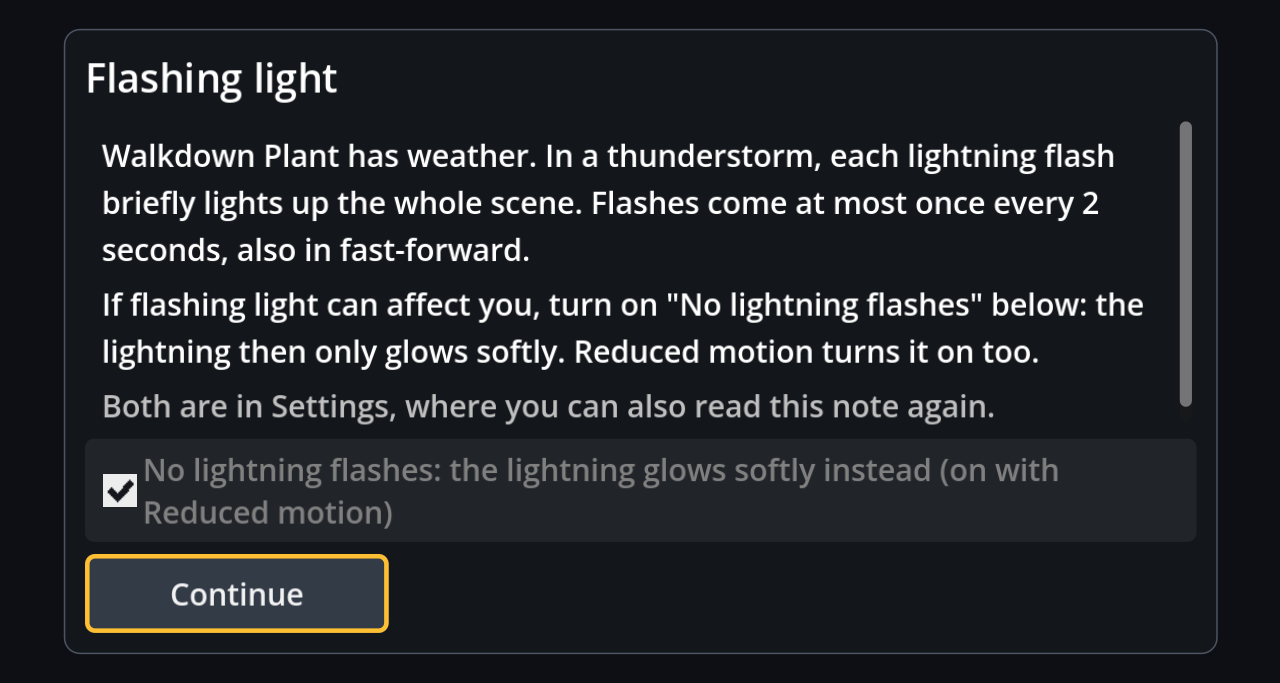 Flashing light
Walkdown Plant has weather. In a thunderstorm, each lightning flash
briefly lights up the whole scene. Flashes come at most once every 2
seconds, also in fast-forward.
If flashing light can affect you, turn on "No lightning flashes" below: the
lightning then only glows softly. Reduced motion turns it on too.
Both are in Settings, where you can also read this note again.
No lightning flashes: the lightning glows softly instead (on with
Reduced motion)
Continue